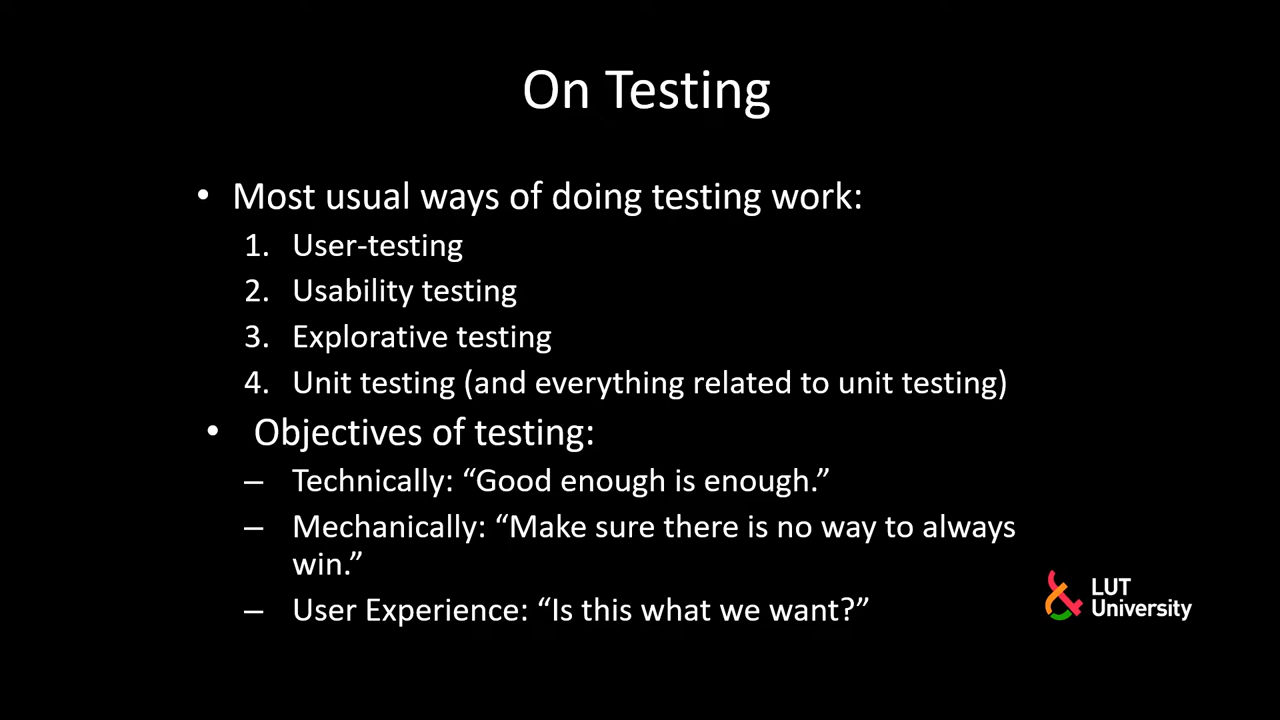 On Testing
• Most usual ways of doing testing work:
1. User-testing
2. Usability testing
3. Explorative testing
4. Unit testing (and everything related to unit testing)
• Objectives of testing:
– Technically: “Good enough is enough.”
– Mechanically: “Make sure there is no way to always
win.”
– User Experience: “Is this what we want?”
LUT
University